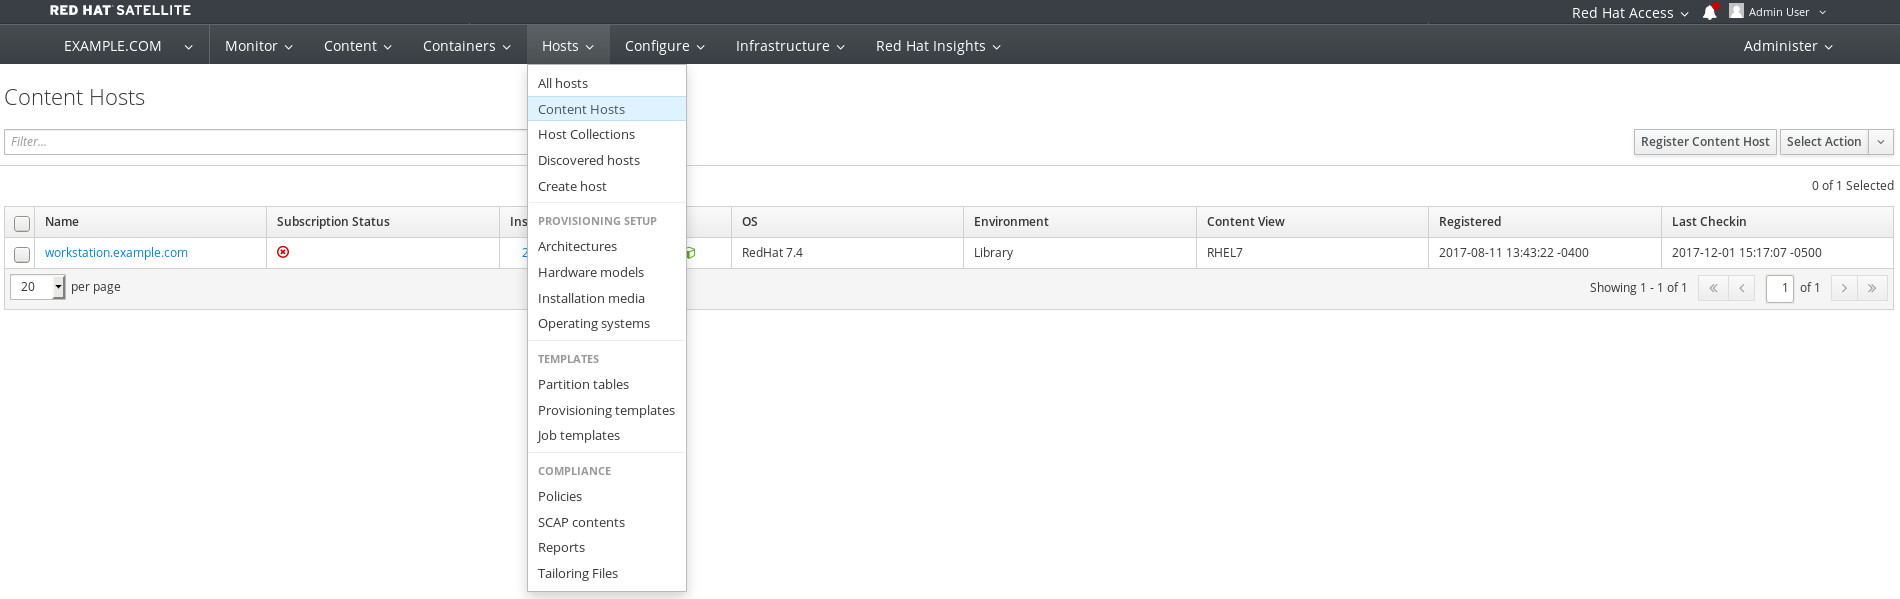 RED HAT SATELLITE
Red Hat Access
Admin User
EXAMPLE.COM
Monitor
Content
Containers
Hosts
Configure
Infrastructure
Red Hat Insights
Administer
Content Hosts
Filter...
Register Content Host
Select Action
0 of 1 Selected
Name
Subscription Status
Ins
OS
Environment
Content View
Registered
Last Checkin
workstation.example.com
2
RedHat 7.4
Library
RHEL7
2017-08-11 13:43:22 -0400
2017-12-01 15:17:07 -0500
20
per page
Showing 1 - 1 of 1
1
of 1
All hosts
Content Hosts
Host Collections
Discovered hosts
Create host
PROVISIONING SETUP
Architectures
Hardware models
Installation media
Operating systems
TEMPLATES
Partition tables
Provisioning templates
Job templates
COMPLIANCE
Policies
SCAP contents
Reports
Tailoring Files